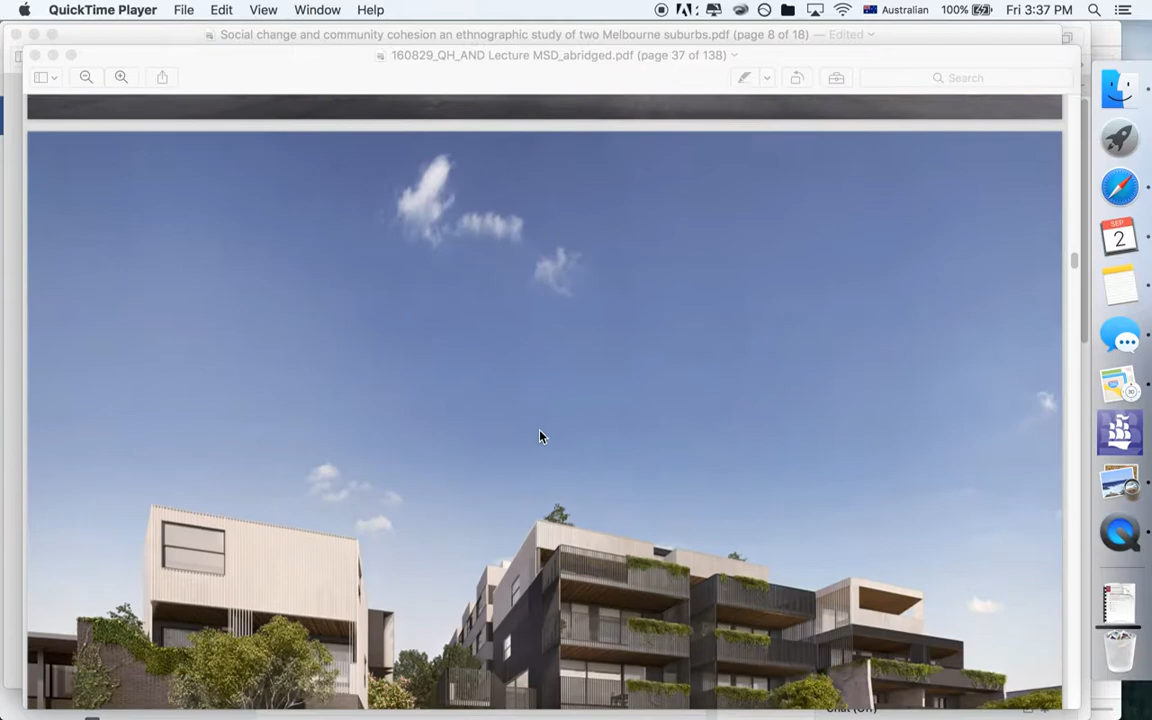 QuickTime Player File Edit View Window Help Australian 100% Fri 3:37 PM
Social change and community cohesion an ethnographic study of two Melbourne suburbs.pdf (page 8 of 18) — Edited
160829_QH_AND Lecture MSD_abridged.pdf (page 37 of 138)
Search
SEP
2